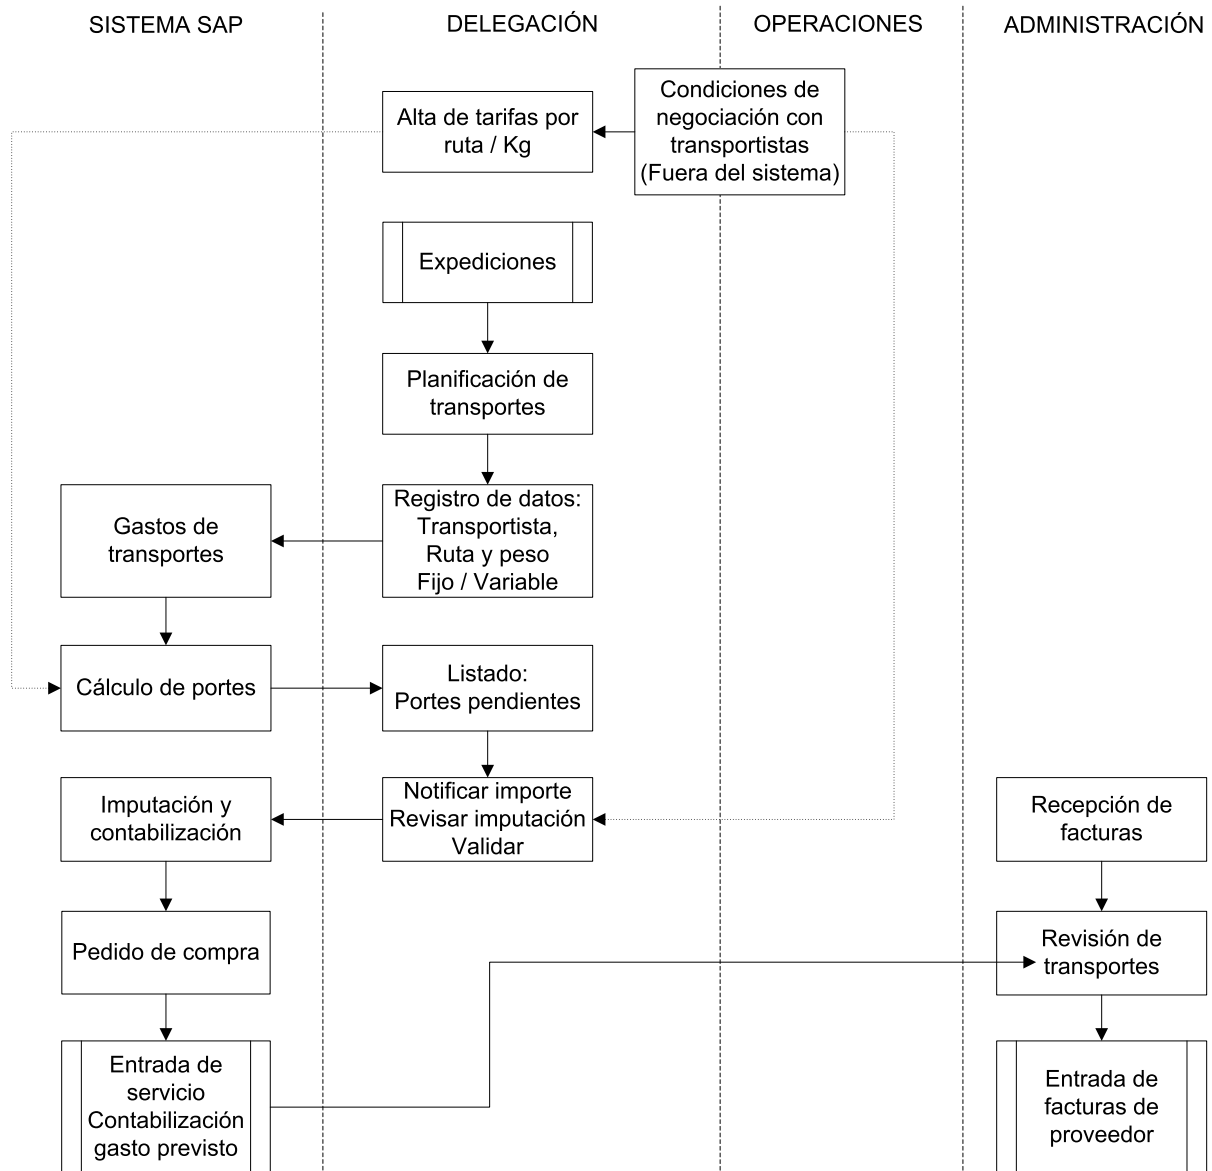 SISTEMA SAP
DELEGACIÓN
OPERACIONES
ADMINISTRACIÓN
Condiciones de
negociación con
transportistas
(Fuera del sistema)
Alta de tarifas por
ruta / Kg
Expediciones
Planificación de
transportes
Registro de datos:
Transportista,
Ruta y peso
Fijo / Variable
Gastos de
transportes
Cálculo de portes
Listado:
Portes pendientes
Notificar importe
Revisar imputación
Validar
Imputación y
contabilización
Recepción de
facturas
Pedido de compra
Revisión de
transportes
Entrada de
servicio
Contabilización
gasto previsto
Entrada de
facturas de
proveedor